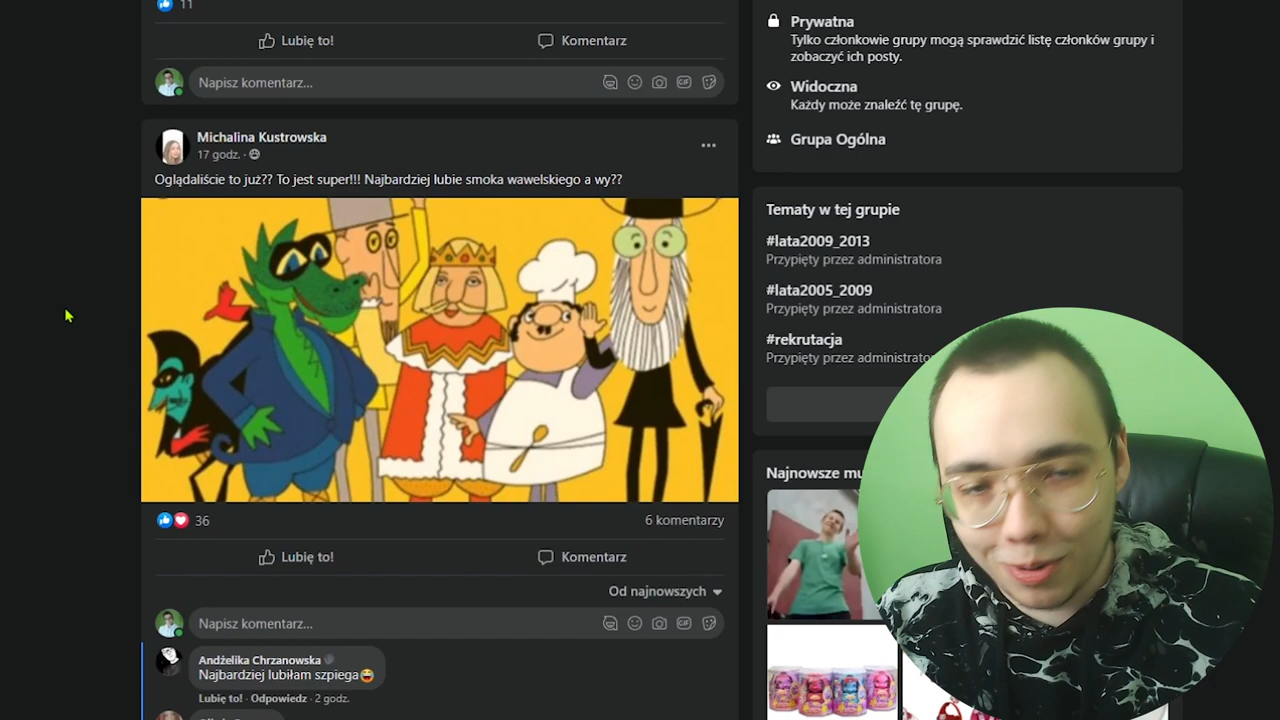 11
Lubię to!
Komentarz
Napisz komentarz...
GIF
Michalina Kustrowska
17 godz. ·
Oglądaliście to już?? To jest super!!! Najbardziej lubie smoka wawelskiego a wy??
36
6 komentarzy
Lubię to!
Komentarz
Od najnowszych
Napisz komentarz...
GIF
Andżelika Chrzanowska
Najbardziej lubiłam szpiega
Lubię to! · Odpowiedz · 2 godz.
Prywatna
Tylko członkowie grupy mogą sprawdzić listę członków grupy i
zobaczyć ich posty.
Widoczna
Każdy może znaleźć tę grupę.
Grupa Ogólna
Tematy w tej grupie
#lata2009_2013
Przypięty przez administratora
#lata2005_2009
Przypięty przez administratora
#rekrutacja
Przypięty przez administrato
Najnowsze mu